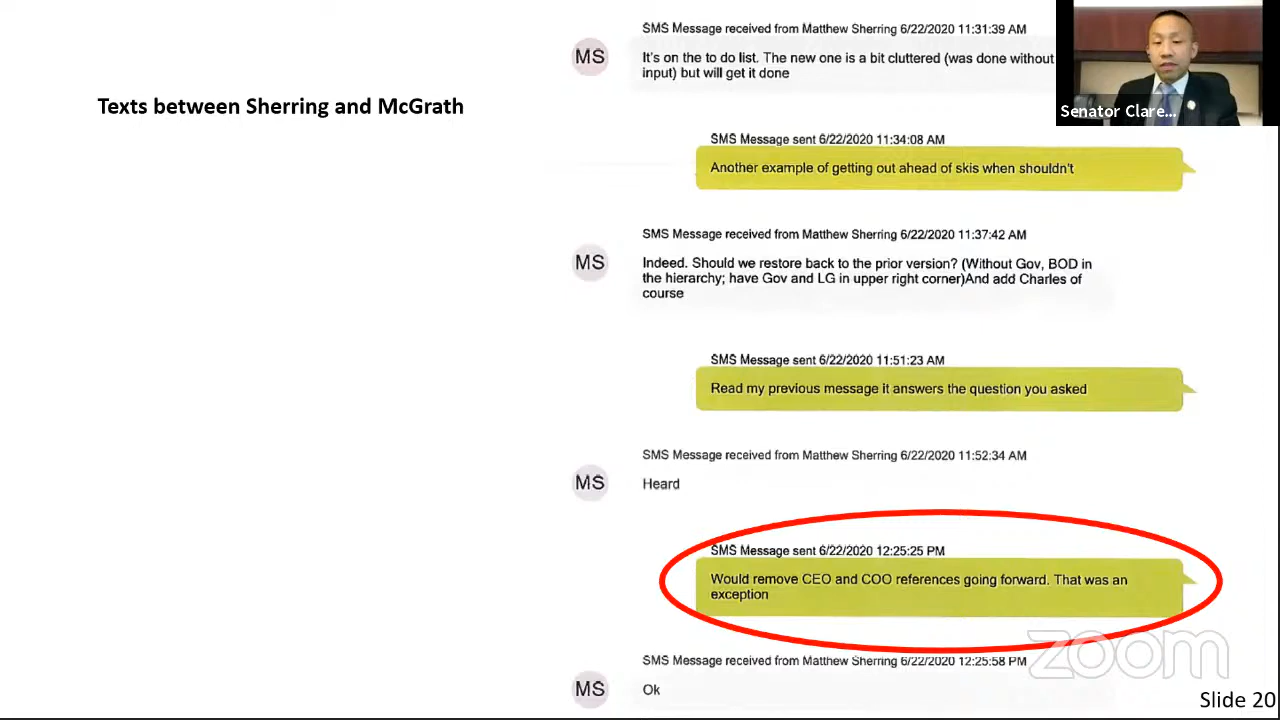 SMS Message received from Matthew Sherring 6/22/2020 11:31:39 AM
MS
It's on the to do list. The new one is a bit cluttered (was done without
input) but will get it done
Senator Clare...
Texts between Sherring and McGrath
SMS Message sent 6/22/2020 11:34:08 AM
Another example of getting out ahead of skis when shouldn't
SMS Message received from Matthew Sherring 6/22/2020 11:37:42 AM
MS
Indeed. Should we restore back to the prior version? (Without Gov, BOD in
the hierarchy; have Gov and LG in upper right corner)And add Charles of
course
SMS Message sent 6/22/2020 11:51:23 AM
Read my previous message it answers the question you asked
SMS Message received from Matthew Sherring 6/22/2020 11:52:34 AM
MS
Heard
SMS Message sent 6/22/2020 12:25:25 PM
Would remove CEO and COO references going forward. That was an
exception
zoom
SMS Message received from Matthew Sherring 6/22/2020 12:25:58 PM
MS
Ok
Slide 20